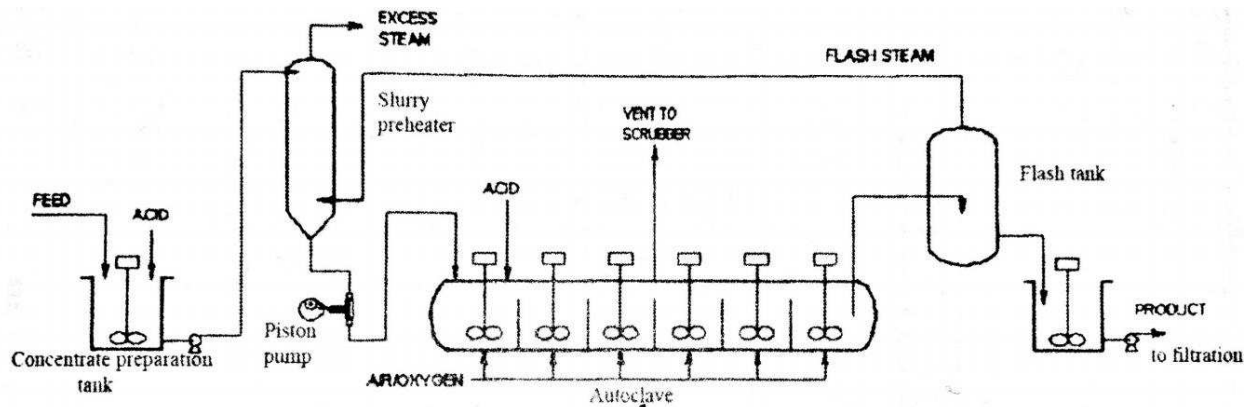 EXCESS
STEAM
FLASH STEAM
Slurry
preheater
VENT TO
SCRUBBER
Flash tank
FEED
ACID
ACID
Piston
pump
PRODUCT
to filtration
Concentrate preparation
tank
AIR/OXYGEN
Autoclave